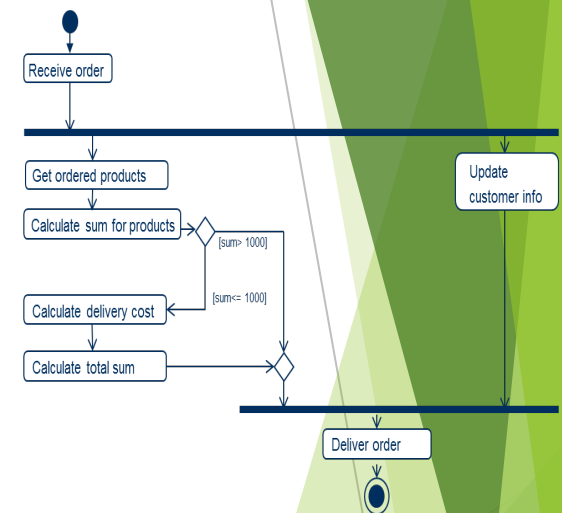 Receive order
Get ordered products
Update
customer info
Calculate sum for products
[sum> 1000]
[sum<= 1000]
Calculate delivery cost
Calculate total sum
Deliver order